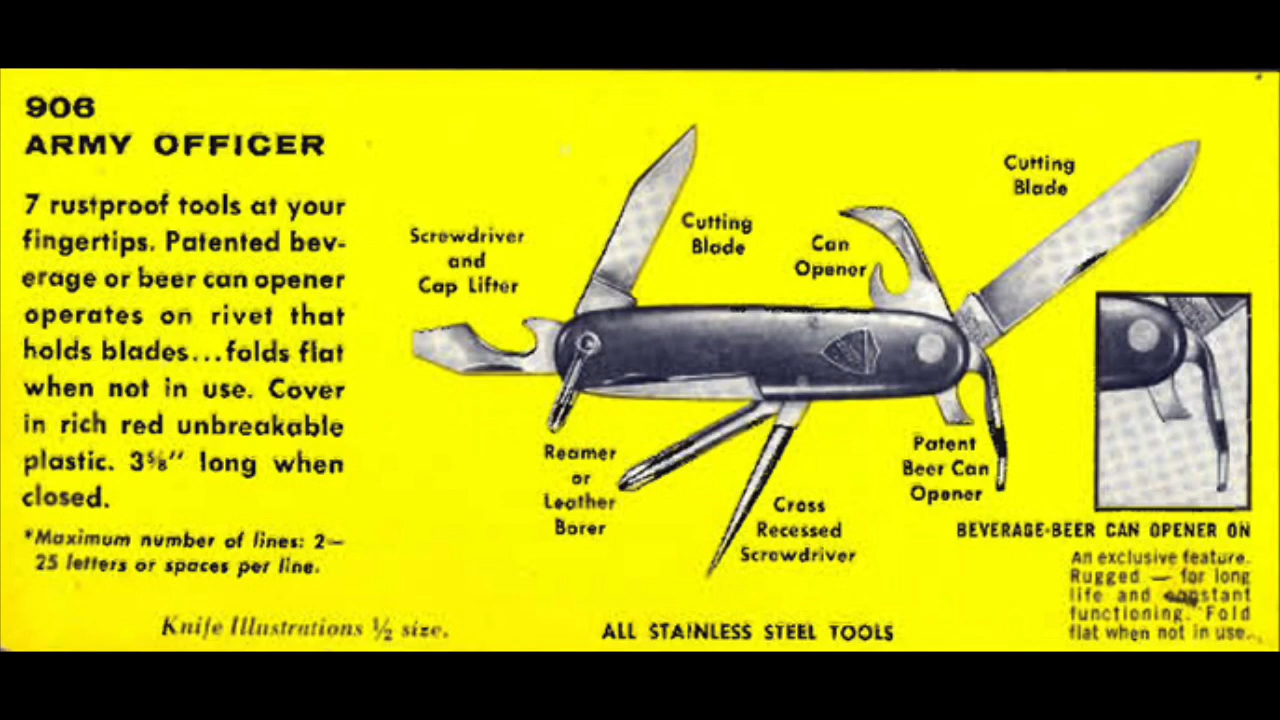 906
ARMY OFFICER
7 rustproof tools at your
fingertips. Patented bev-
erage or beer can opener
operates on rivet that
holds blades...folds flat
when not in use. Cover
in rich red unbreakable
plastic. 3⅝" long when
closed.
*Maximum number of lines: 2—
25 letters or spaces per line.
Knife Illustrations ½ size.
Screwdriver
and
Cap Lifter
Cutting
Blade
Can
Opener
Cutting
Blade
Reamer
or
Leather
Borer
Cross
Recessed
Screwdriver
Patent
Beer Can
Opener
ALL STAINLESS STEEL TOOLS
BEVERAGE-BEER CAN OPENER ON
An exclusive feature.
Rugged — for long
life and constant
functioning. Fold
flat when not in use.